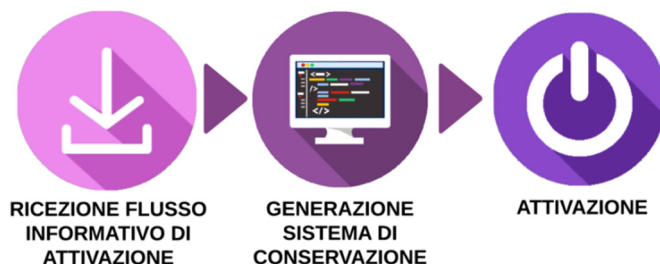 <...>
/>
</>
RICEZIONE FLUSSO
INFORMATIVO DI
ATTIVAZIONE
GENERAZIONE
SISTEMA DI
CONSERVAZIONE
ATTIVAZIONE